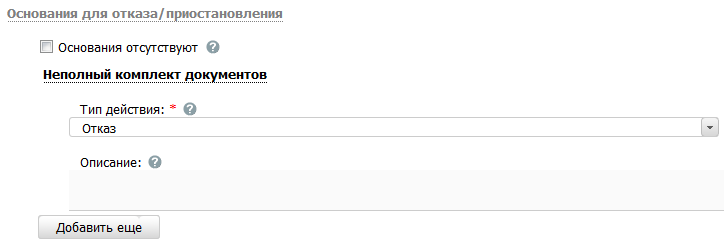 Основания для отказа/приостановления
Основания отсутствуют ?
Неполный комплект документов
Тип действия: * ?
Отказ
Описание: ?
Добавить еще